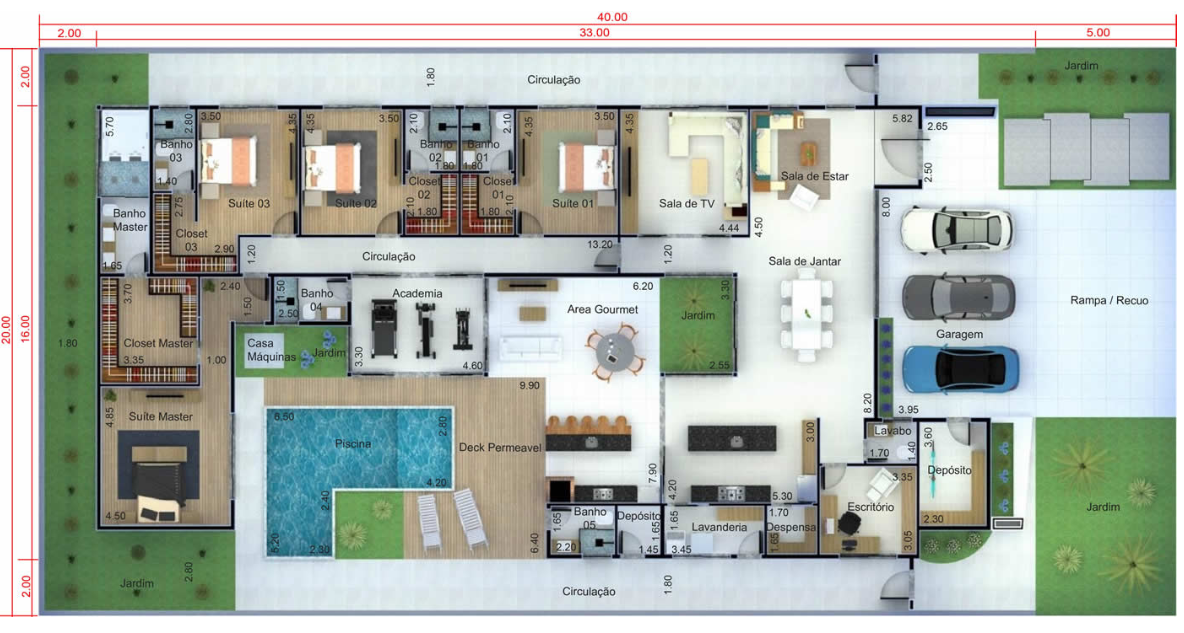 40.00
2.00
33.00
5.00
2.00
1.80
Circulação
Jardim
5.70
2.80
3.50
4.35
4.35
3.50
2.10
2.10
4.35
3.50
4.35
5.82
2.65
Banho
03
Banho
02
Banho
01
1.80
1.80
1.40
2.50
Sala de Estar
Closet
02
Closet
01
2.75
Suíte 03
Suíte 02
2.10
1.80
1.80
2.10
Suíte 01
Sala de TV
4.44
4.50
8.00
Banho
Master
Closet
03
2.90
1.65
1.20
Circulação
13.20
1.20
Sala de Jantar
3.70
2.40
1.50
1.50
2.50
Banho
04
Academia
6.20
3.30
Area Gourmet
Jardim
Rampa / Recuo
20.00
16.00
1.80
Closet Master
3.35
1.00
Casa
Máquinas
Jardim
3.30
4.60
2.55
Garagem
9.90
8.20
3.95
4.85
Suíte Master
6.50
2.80
Piscina
Deck Permeavel
3.00
Lavabo
1.70
1.40
3.60
Depósito
7.90
4.20
4.20
2.40
5.30
3.35
Escritório
Jardim
4.50
1.65
Banho
05
Depósito
1.65
1.65
Lavanderia
1.70
Despensa
2.30
5.20
2.30
6.40
2.20
1.45
3.45
1.65
3.05
2.00
Jardim
2.80
Circulação
1.80